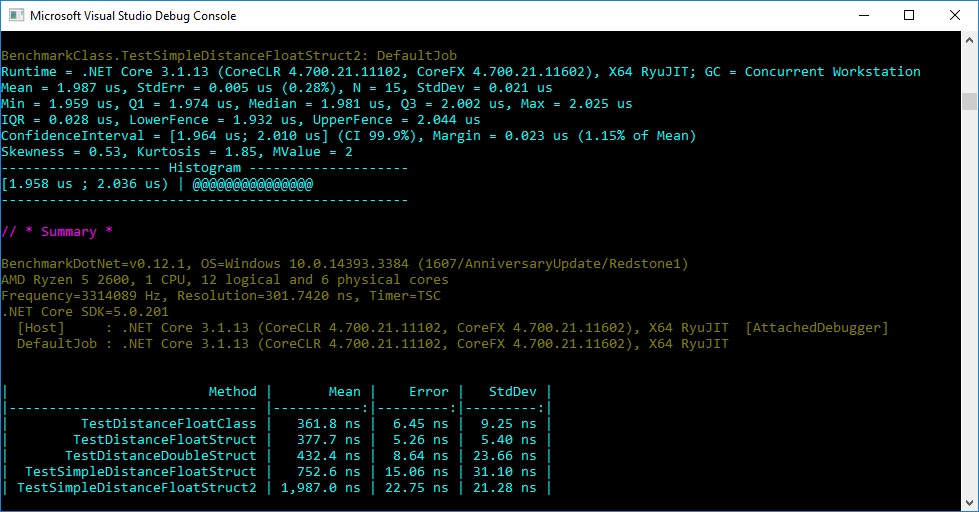 Microsoft Visual Studio Debug Console
BenchmarkClass.TestSimpleDistanceFloatStruct2: DefaultJob
Runtime = .NET Core 3.1.13 (CoreCLR 4.700.21.11102, CoreFX 4.700.21.11602), X64 RyuJIT; GC = Concurrent Workstation
Mean = 1.987 us, StdErr = 0.005 us (0.28%), N = 15, StdDev = 0.021 us
Min = 1.959 us, Q1 = 1.974 us, Median = 1.981 us, Q3 = 2.002 us, Max = 2.025 us
IQR = 0.028 us, LowerFence = 1.932 us, UpperFence = 2.044 us
ConfidenceInterval = [1.964 us; 2.010 us] (CI 99.9%), Margin = 0.023 us (1.15% of Mean)
Skewness = 0.53, Kurtosis = 1.85, MValue = 2
-------------------- Histogram --------------------
[1.958 us ; 2.036 us) | @@@@@@@@@@@@@@@
---------------------------------------------------
// * Summary *
BenchmarkDotNet=v0.12.1, OS=Windows 10.0.14393.3384 (1607/AnniversaryUpdate/Redstone1)
AMD Ryzen 5 2600, 1 CPU, 12 logical and 6 physical cores
Frequency=3314089 Hz, Resolution=301.7420 ns, Timer=TSC
.NET Core SDK=5.0.201
  [Host]     : .NET Core 3.1.13 (CoreCLR 4.700.21.11102, CoreFX 4.700.21.11602), X64 RyuJIT  [AttachedDebugger]
  DefaultJob : .NET Core 3.1.13 (CoreCLR 4.700.21.11102, CoreFX 4.700.21.11602), X64 RyuJIT
|                         Method |       Mean |    Error |   StdDev |
|------------------------------- |-----------:|---------:|---------:|
|         TestDistanceFloatClass |   361.8 ns |  6.45 ns |  9.25 ns |
|        TestDistanceFloatStruct |   377.7 ns |  5.26 ns |  5.40 ns |
|       TestDistanceDoubleStruct |   432.4 ns |  8.64 ns | 23.66 ns |
|  TestSimpleDistanceFloatStruct |   752.6 ns | 15.06 ns | 31.10 ns |
| TestSimpleDistanceFloatStruct2 | 1,987.0 ns | 22.75 ns | 21.28 ns |